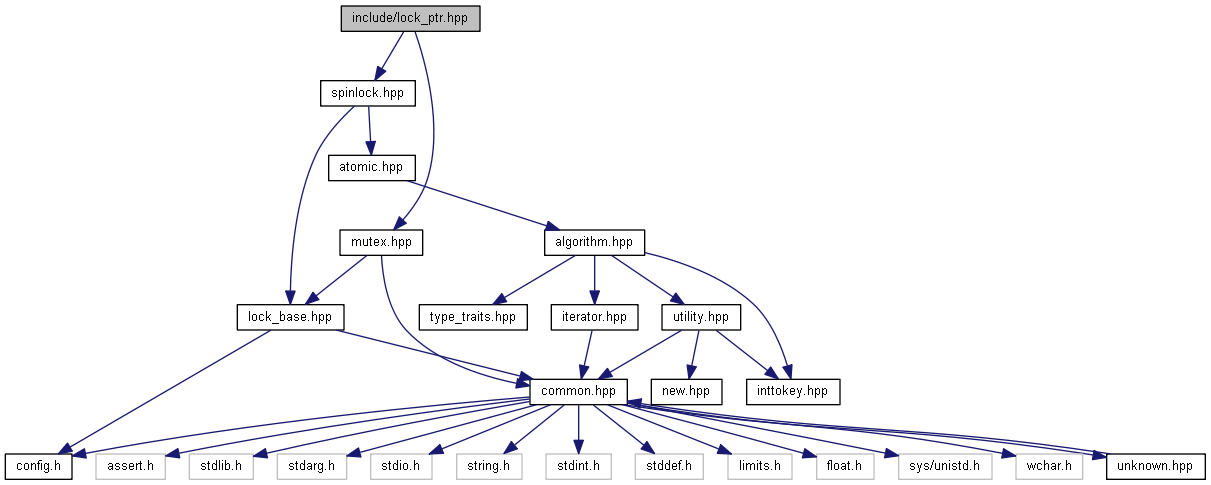 include/lock_ptr.hpp
spinlock.hpp
atomic.hpp
mutex.hpp
algorithm.hpp
lock_base.hpp
type_traits.hpp
iterator.hpp
utility.hpp
common.hpp
new.hpp
inttokey.hpp
config.h
assert.h
stdlib.h
stdarg.h
stdio.h
string.h
stdint.h
stddef.h
limits.h
float.h
sys/unistd.h
wchar.h
unknown.hpp